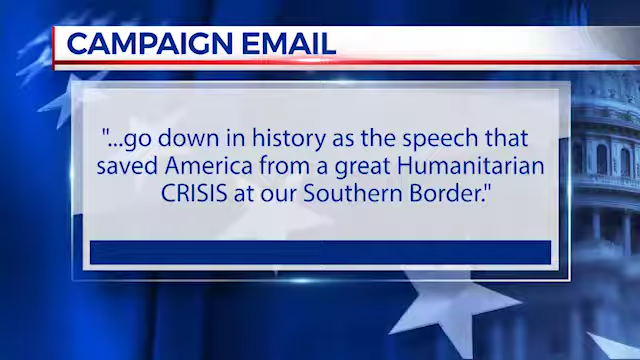 CAMPAIGN EMAIL
"...go down in history as the speech that
saved America from a great Humanitarian
CRISIS at our Southern Border."